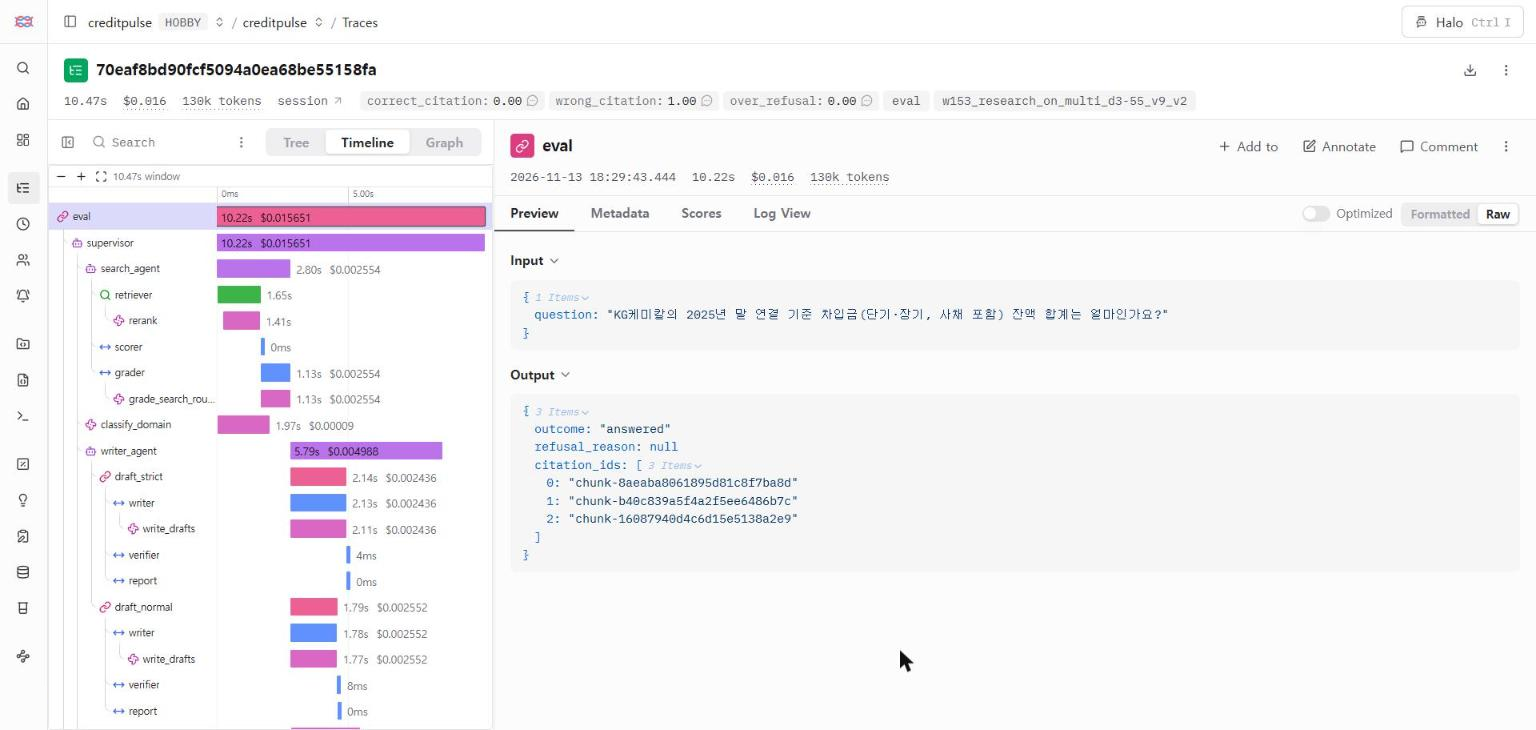 creditpulse HOBBY / creditpulse / Traces
Halo Ctrl I
70eaf8bd90fcf5094a0ea68be55158fa
10.47s $0.016 130k tokens session ↗ correct_citation: 0.00 wrong_citation: 1.00 over_refusal: 0.00 eval w153_research_on_multi_d3-55_v9_v2
Search
Tree Timeline Graph
10.47s window
0ms 5.00s
eval 10.22s $0.015651
supervisor 10.22s $0.015651
search_agent 2.80s $0.002554
retriever 1.65s
rerank 1.41s
scorer 0ms
grader 1.13s $0.002554
grade_search_rou... 1.13s $0.002554
classify_domain 1.97s $0.00009
writer_agent 5.79s $0.004988
draft_strict 2.14s $0.002436
writer 2.13s $0.002436
write_drafts 2.11s $0.002436
verifier 4ms
report 0ms
draft_normal 1.79s $0.002552
writer 1.78s $0.002552
write_drafts 1.77s $0.002552
verifier 8ms
report 0ms
eval
Add to Annotate Comment
2026-11-13 18:29:43.444 10.22s $0.016 130k tokens
Preview Metadata Scores Log View
Optimized Formatted Raw
Input
{ 1 Items
question: "KG케미칼의 2025년 말 연결 기준 차입금(단기·장기, 사채 포함) 잔액 합계는 얼마인가요?"
}
Output
{ 3 Items
outcome: "answered"
refusal_reason: null
citation_ids: [ 3 Items
0: "chunk-8aeaba8061895d81c8f7ba8d"
1: "chunk-b40c839a5f4a2f5ee6486b7c"
2: "chunk-16087940d4c6d15e5138a2e9"
]
}